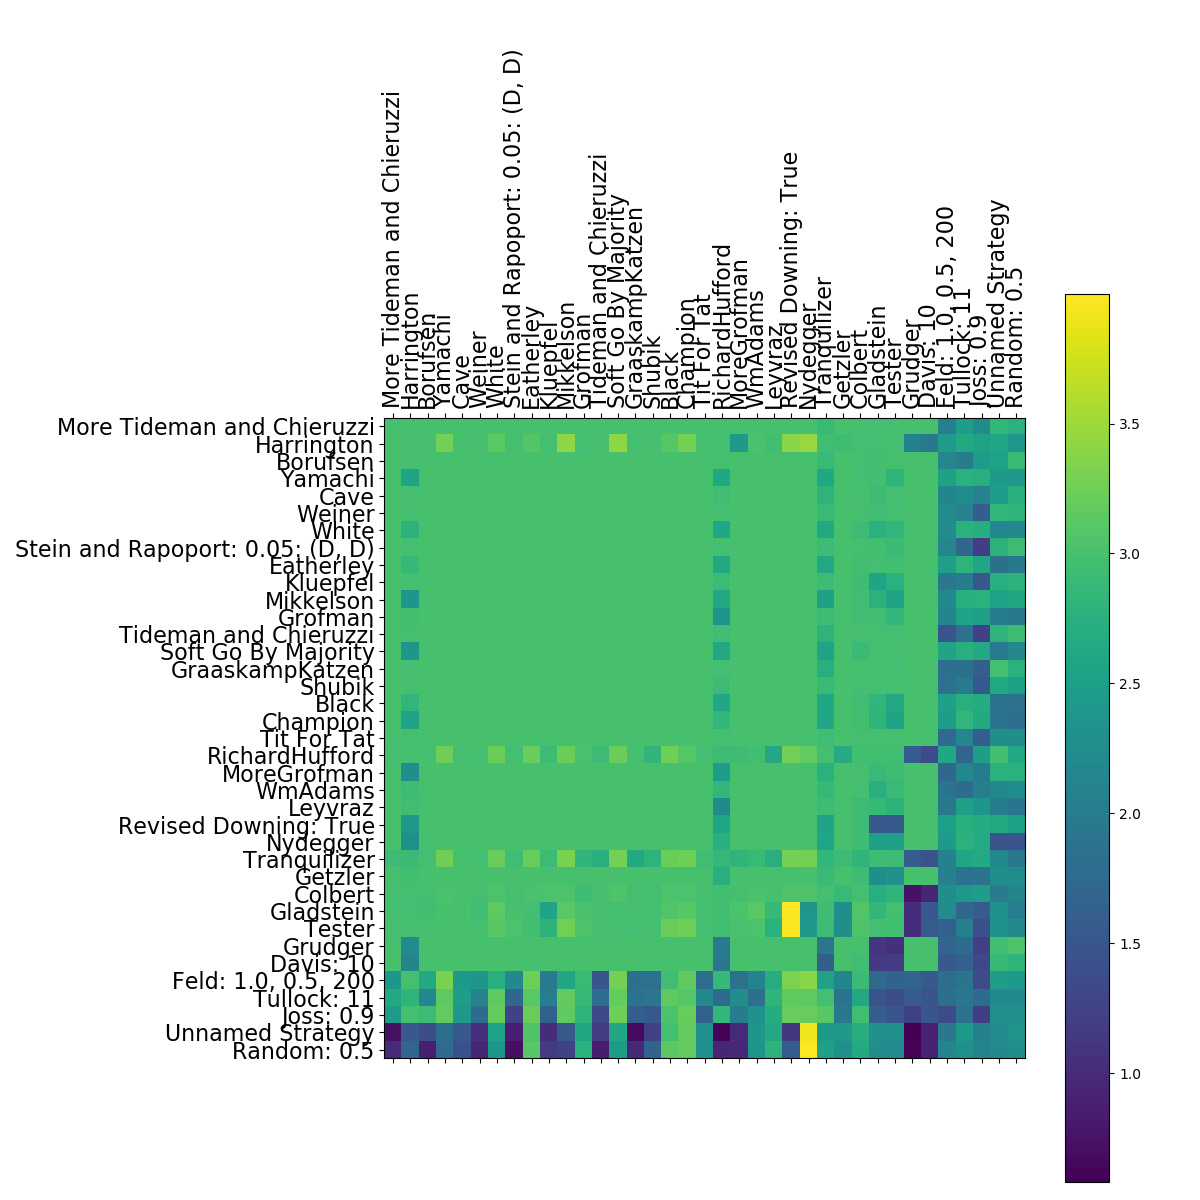 More Tideman and Chieruzzi
Harrington
Borufsen
Yamachi
Cave
Weiner
White
Stein and Rapoport: 0.05: (D, D)
Eatherley
Kluepfel
Mikkelson
Grofman
Tideman and Chieruzzi
Soft Go By Majority
GraaskampKatzen
Shubik
Black
Champion
Tit For Tat
RichardHufford
MoreGrofman
WmAdams
Leyvraz
Revised Downing: True
Nydegger
Tranquilizer
Getzler
Colbert
Gladstein
Tester
Grudger
Davis: 10
Feld: 1.0, 0.5, 200
Tullock: 11
Joss: 0.9
Unnamed Strategy
Random: 0.5
More Tideman and Chieruzzi
Harrington
Borufsen
Yamachi
Cave
Weiner
White
Stein and Rapoport: 0.05: (D, D)
Eatherley
Kluepfel
Mikkelson
Grofman
Tideman and Chieruzzi
Soft Go By Majority
GraaskampKatzen
Shubik
Black
Champion
Tit For Tat
RichardHufford
MoreGrofman
WmAdams
Leyvraz
Revised Downing: True
Nydegger
Tranquilizer
Getzler
Colbert
Gladstein
Tester
Grudger
Davis: 10
Feld: 1.0, 0.5, 200
Tullock: 11
Joss: 0.9
Unnamed Strategy
Random: 0.5
3.5
3.0
2.5
2.0
1.5
1.0